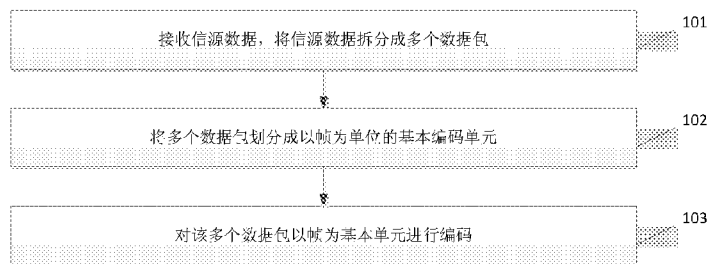 接收信源数据，将信源数据拆分成多个数据包
101
将多个数据包划分成以帧为单位的基本编码单元
102
对该多个数据包以帧为基本单元进行编码
103